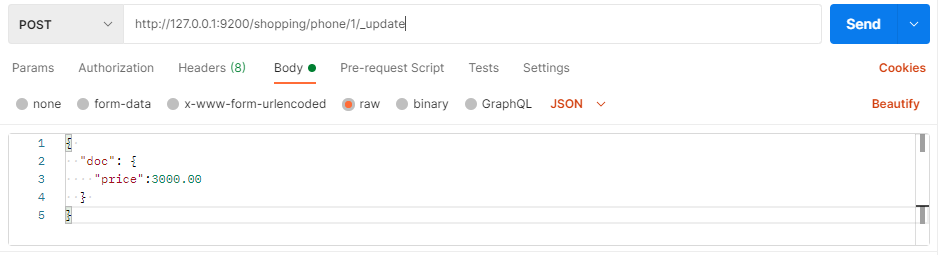 POST http://127.0.0.1:9200/shopping/phone/1/_update Send
Params Authorization Headers (8) Body Pre-request Script Tests Settings Cookies
none form-data x-www-form-urlencoded raw binary GraphQL JSON Beautify
1 {
2 "doc": {
3 "price":3000.00
4 }
5 }